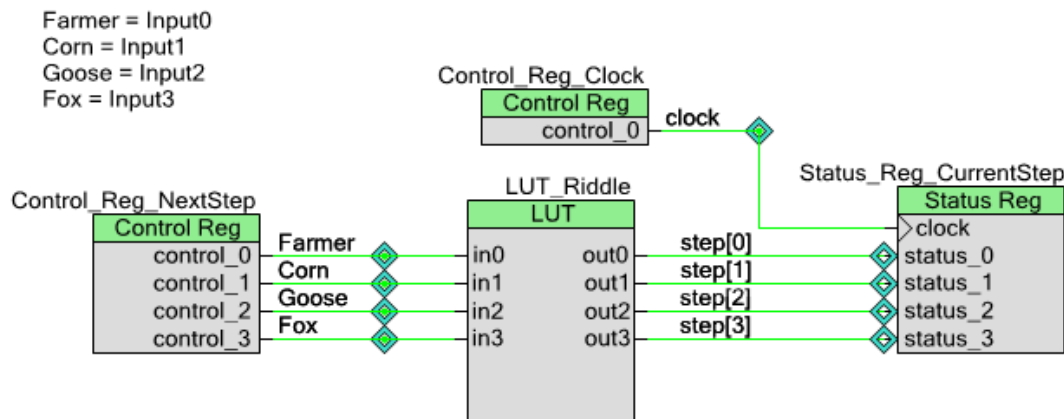 Farmer = Input0
Corn = Input1
Goose = Input2
Fox = Input3
Control_Reg_Clock
Control Reg
control_0
clock
Control_Reg_NextStep
Control Reg
control_0
control_1
control_2
control_3
Farmer
Corn
Goose
Fox
LUT_Riddle
LUT
in0 out0
in1 out1
in2 out2
in3 out3
step[0]
step[1]
step[2]
step[3]
Status_Reg_CurrentStep
Status Reg
clock
status_0
status_1
status_2
status_3